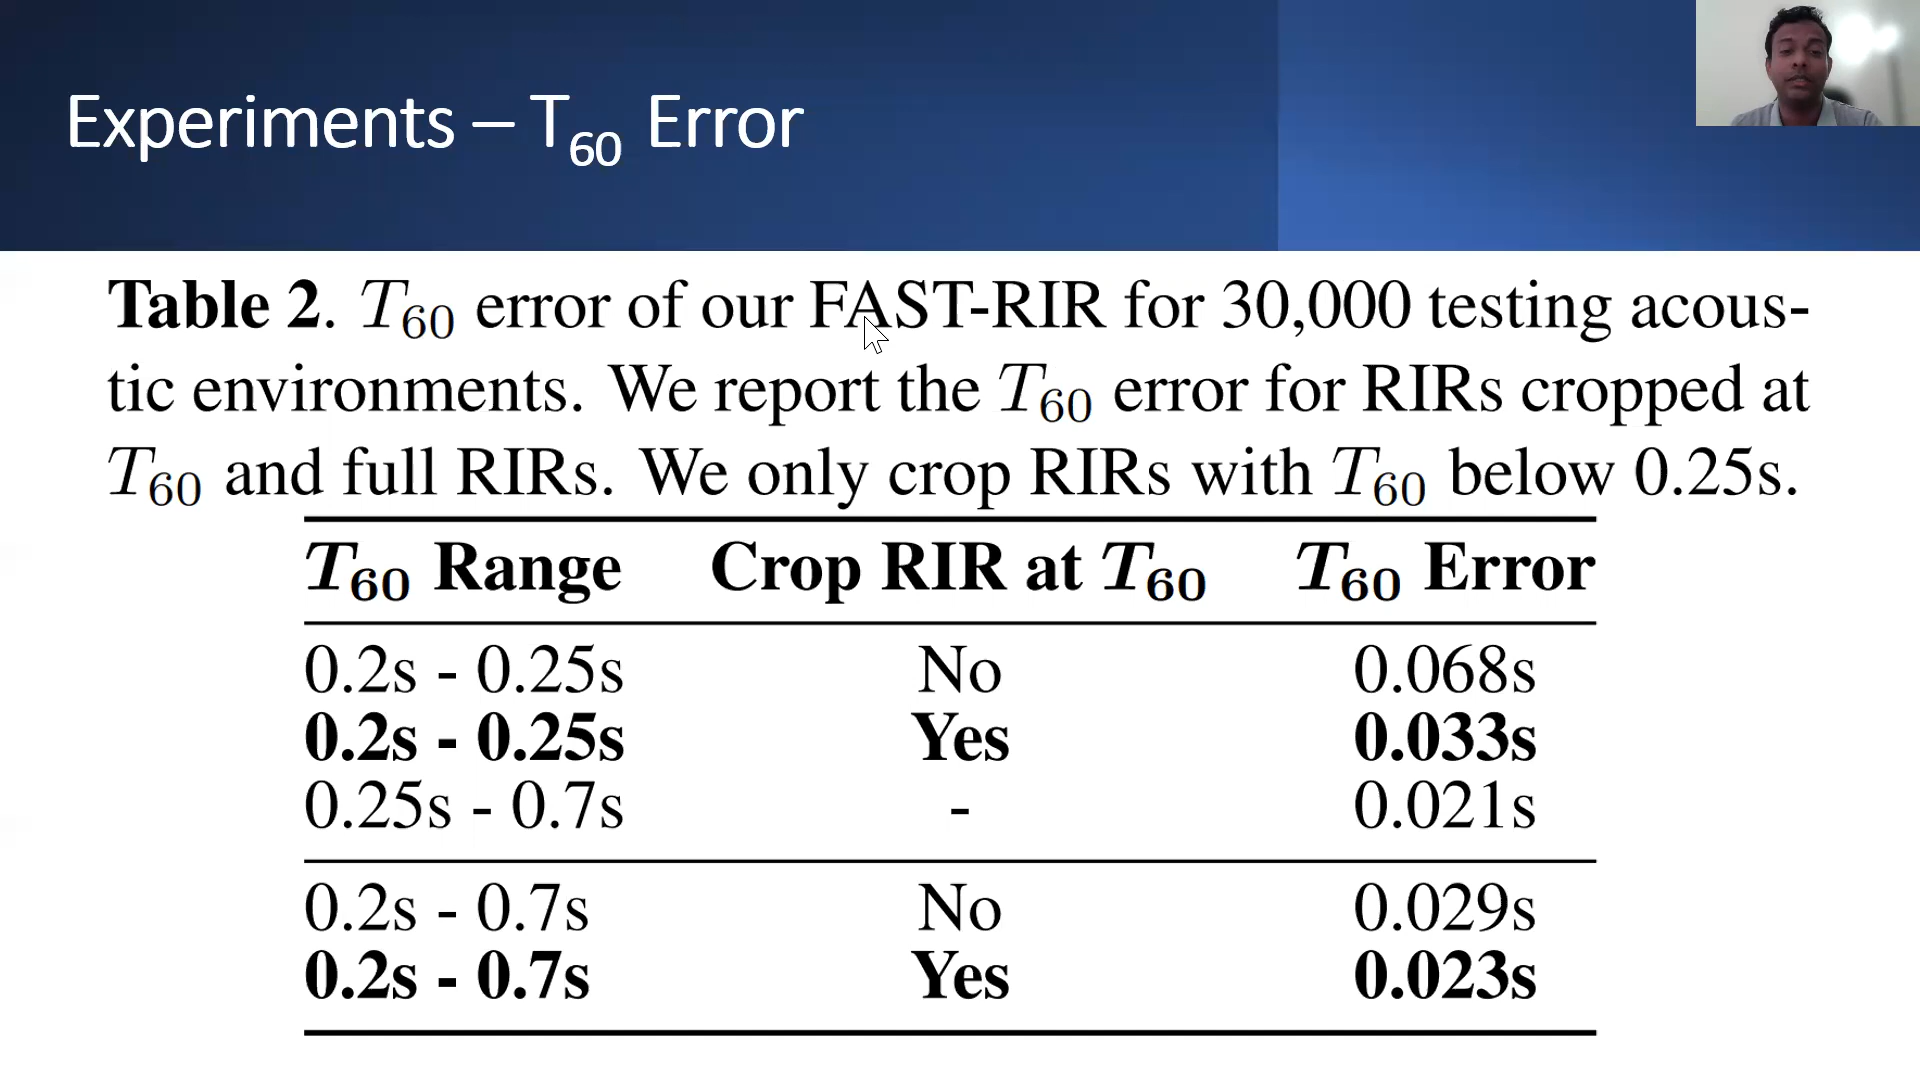 Experiments – T60 Error
Table 2. T60 error of our FAST-RIR for 30,000 testing acous-
tic environments. We report the T60 error for RIRs cropped at
T60 and full RIRs. We only crop RIRs with T60 below 0.25s.
T60 Range Crop RIR at T60 T60 Error
0.2s - 0.25s No 0.068s
0.2s - 0.25s Yes 0.033s
0.25s - 0.7s - 0.021s
0.2s - 0.7s No 0.029s
0.2s - 0.7s Yes 0.023s